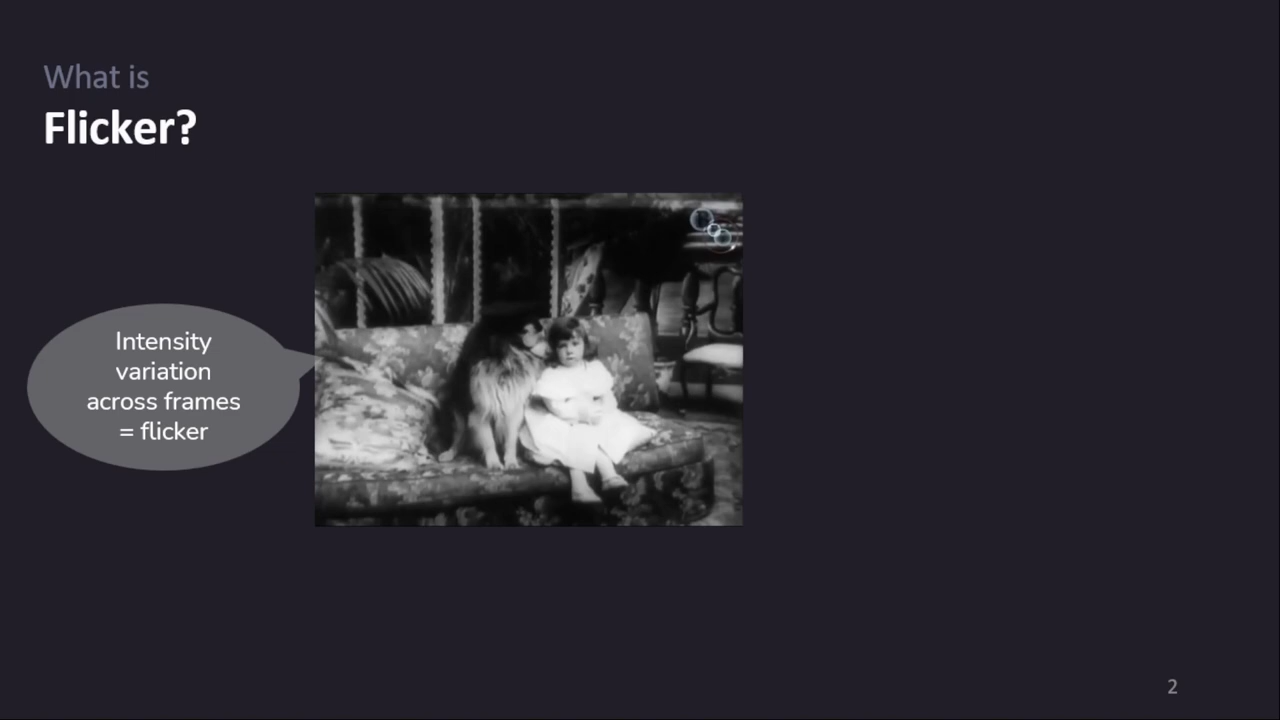 What is
Flicker?
Intensity
variation
across frames
= flicker
2